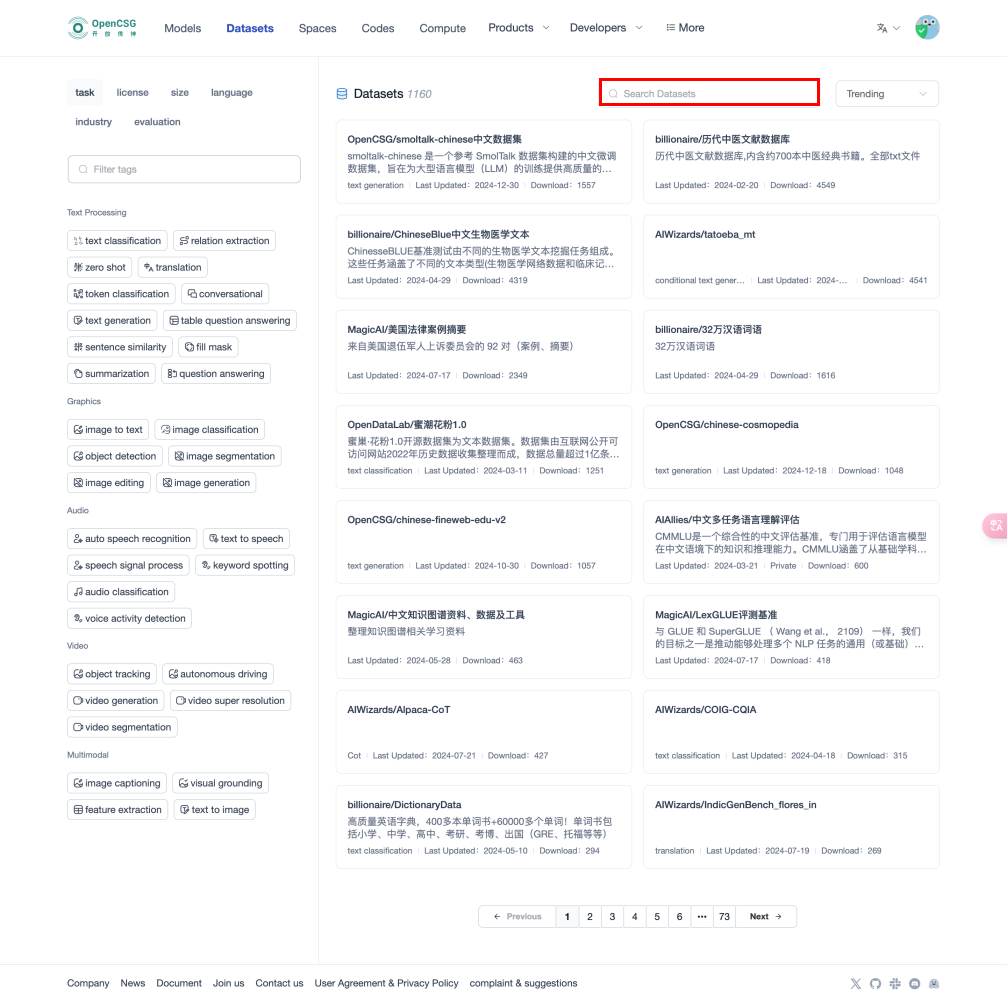 OpenCSG
开 放 传 神
Models
Datasets
Spaces
Codes
Compute
Products
Developers
More
task
license
size
language
industry
evaluation
Filter tags
Text Processing
text classification
relation extraction
zero shot
translation
token classification
conversational
text generation
table question answering
sentence similarity
fill mask
summarization
question answering
Graphics
image to text
image classification
object detection
image segmentation
image editing
image generation
Audio
auto speech recognition
text to speech
speech signal process
keyword spotting
audio classification
voice activity detection
Video
object tracking
autonomous driving
video generation
video super resolution
video segmentation
Multimodal
image captioning
visual grounding
feature extraction
text to image
Datasets 1160
Search Datasets
Trending
OpenCSG/smoltalk-chinese中文数据集
smoltalk-chinese 是一个参考 SmolTalk 数据集构建的中文微调
数据集，旨在为大型语言模型（LLM）的训练提供高质量的…
text generation Last Updated：2024-12-30 Download：1557
billionaire/历代中医文献数据库
历代中医文献数据库,内含约700本中医经典书籍。全部txt文件
Last Updated：2024-02-20 Download：4549
billionaire/ChineseBlue中文生物医学文本
ChinesseBLUE基准测试由不同的生物医学文本挖掘任务组成。
这些任务涵盖了不同的文本类型(生物医学网络数据和临床记…
Last Updated：2024-04-29 Download：4319
AIWizards/tatoeba_mt
conditional text gener... Last Updated：2024-... Download：4541
MagicAI/美国法律案例摘要
来自美国退伍军人上诉委员会的 92 对（案例、摘要）
Last Updated：2024-07-17 Download：2349
billionaire/32万汉语词语
32万汉语词语
Last Updated：2024-04-29 Download：1616
OpenDataLab/蜜潮花粉1.0
蜜巢·花粉1.0开源数据集为文本数据集。数据集由互联网公开可
访问网站2022年历史数据收集整理而成，数据总量超过1亿条…
text classification Last Updated：2024-03-11 Download：1251
OpenCSG/chinese-cosmopedia
text generation Last Updated：2024-12-18 Download：1048
OpenCSG/chinese-fineweb-edu-v2
text generation Last Updated：2024-10-30 Download：1057
AIAllies/中文多任务语言理解评估
CMMLU是一个综合性的中文评估基准，专门用于评估语言模型
在中文语境下的知识和推理能力。CMMLU涵盖了从基础学科…
Last Updated：2024-03-21 Private Download：600
MagicAI/中文知识图谱资料、数据及工具
整理知识图谱相关学习资料
Last Updated：2024-05-28 Download：463
MagicAI/LexGLUE评测基准
与 GLUE 和 SuperGLUE （ Wang et al.， 2109） 一样，我们
的目标之一是推动能够处理多个 NLP 任务的通用（或基础）…
Last Updated：2024-07-17 Download：418
AIWizards/Alpaca-CoT
Cot Last Updated：2024-07-21 Download：427
AIWizards/COIG-CQIA
text classification Last Updated：2024-04-18 Download：315
billionaire/DictionaryData
高质量英语字典，400多本单词书+60000多个单词！单词书包
括小学、中学、高中、考研、考博、出国（GRE、托福等等）
text classification Last Updated：2024-05-10 Download：294
AIWizards/IndicGenBench_flores_in
translation Last Updated：2024-07-19 Download：269
← Previous 1 2 3 4 5 6 ••• 73 Next →
Company News Document Join us Contact us User Agreement & Privacy Policy complaint & suggestions